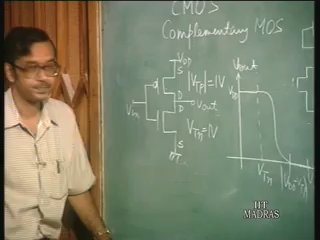 CMOS
Complementary MOS
VDD
S
|VTP| = 1V
D
D
Vout
Vin
VTn = 1V
S
Vout
VDD
VTn
IIT
MADRAS